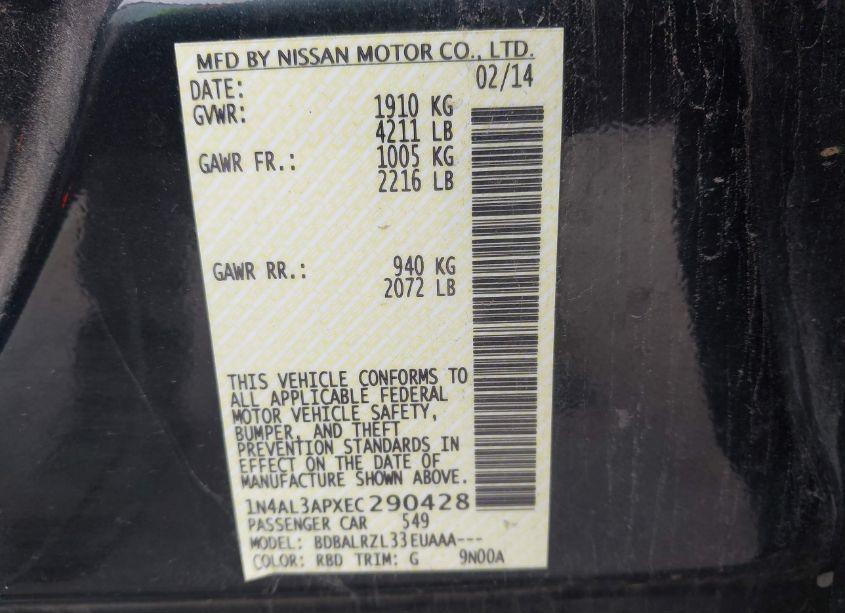 MFD BY NISSAN MOTOR CO., LTD.
DATE: 02/14
GVWR: 1910 KG
4211 LB
GAWR FR.: 1005 KG
2216 LB
GAWR RR.: 940 KG
2072 LB
THIS VEHICLE CONFORMS TO
ALL APPLICABLE FEDERAL
MOTOR VEHICLE SAFETY,
BUMPER, AND THEFT
PREVENTION STANDARDS IN
EFFECT ON THE DATE OF
MANUFACTURE SHOWN ABOVE.
1N4AL3APXEC290428
PASSENGER CAR 549
MODEL: BDBALRZL33EUAAA---
COLOR: RBD TRIM: G 9N00A